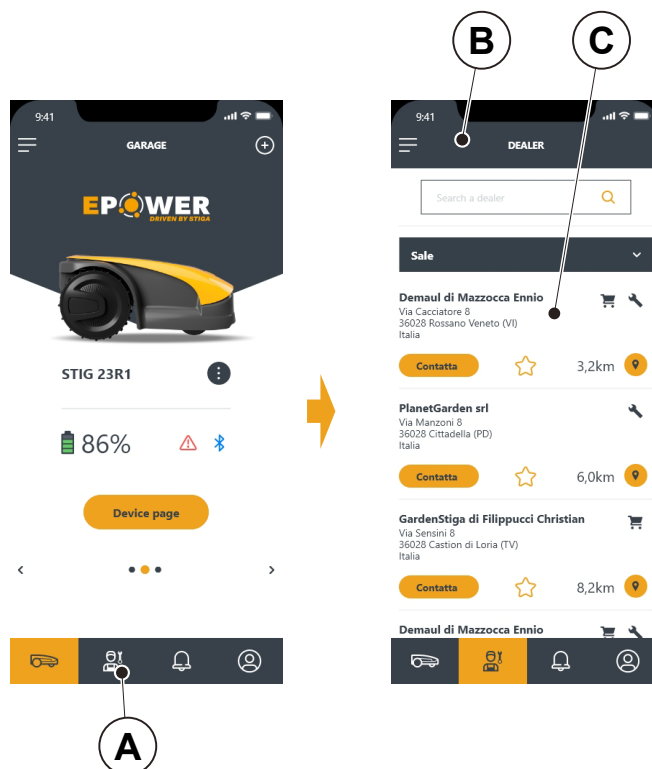 B
C
9:41
GARAGE
EPOWER
DRIVEN BY STIGA
STIG 23R1
86%
Device page
A
9:41
DEALER
Search a dealer
Sale
Demaul di Mazzocca Ennio
Via Cacciatore 8
36028 Rossano Veneto (VI)
Italia
Contatta
3,2km
PlanetGarden srl
Via Manzoni 8
36028 Cittadella (PD)
Italia
Contatta
6,0km
GardenStiga di Filippucci Christian
Via Sensini 8
36028 Castion di Loria (TV)
Italia
Contatta
8,2km
Demaul di Mazzocca Ennio